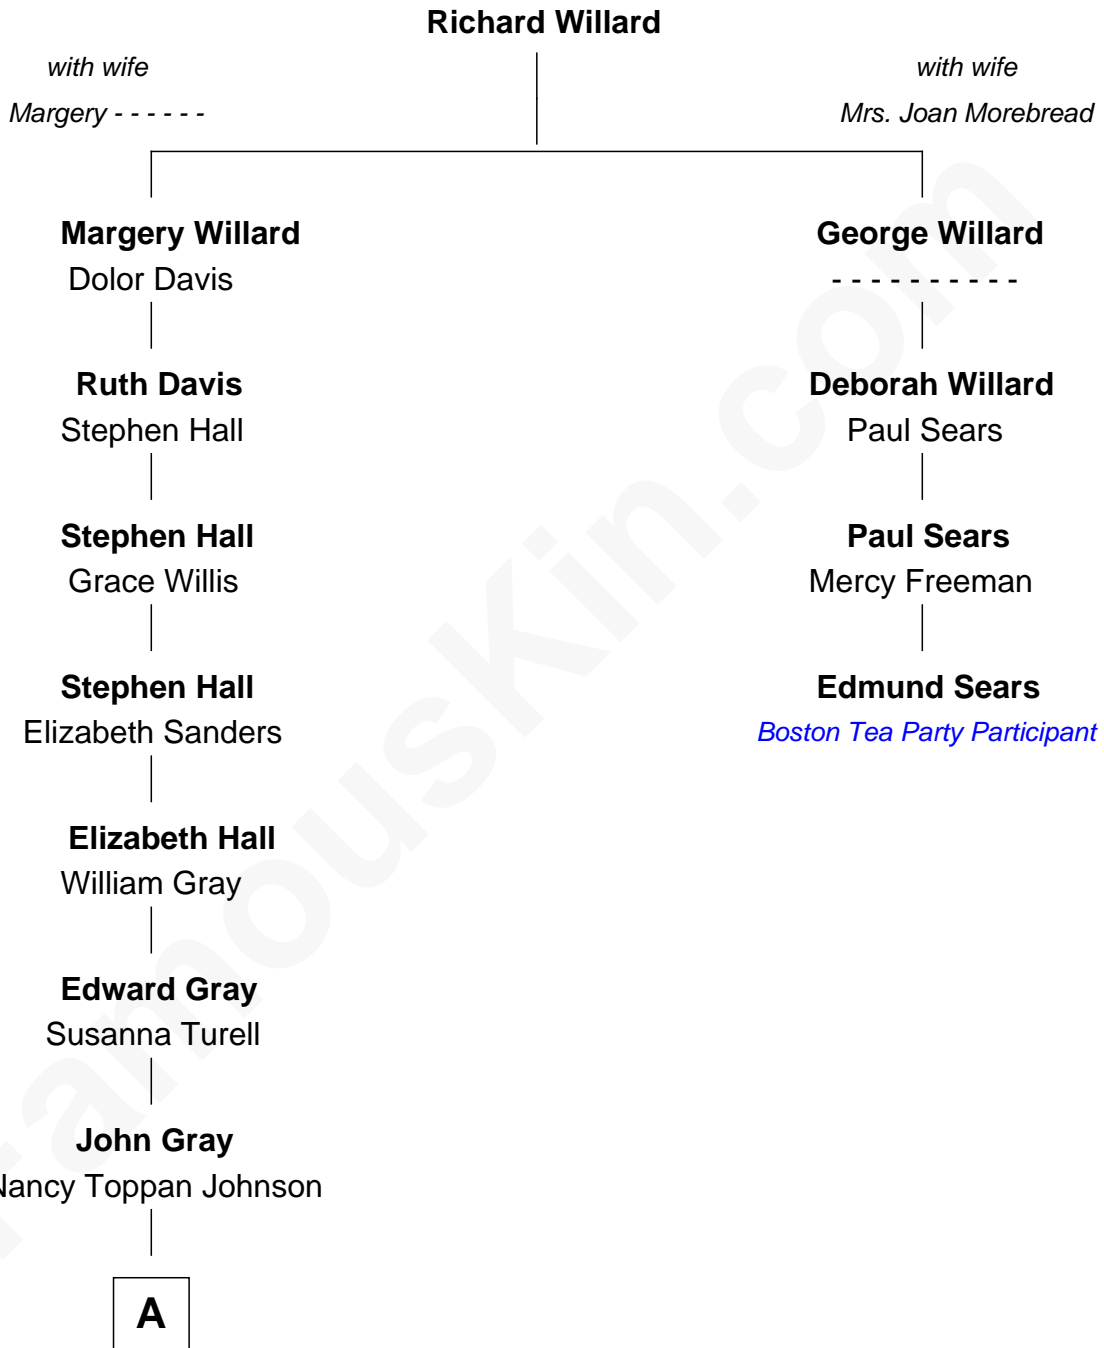 Richard Willard
with wife
Margery - - - - - -
with wife
Mrs. Joan Morebread
Margery Willard
Dolor Davis
George Willard
- - - - - - - - - -
Ruth Davis
Stephen Hall
Deborah Willard
Paul Sears
Stephen Hall
Grace Willis
Paul Sears
Mercy Freeman
Stephen Hall
Elizabeth Sanders
Edmund Sears
Boston Tea Party Participant
Elizabeth Hall
William Gray
Edward Gray
Susanna Turell
John Gray
Nancy Toppan Johnson
A
FamousKin.com